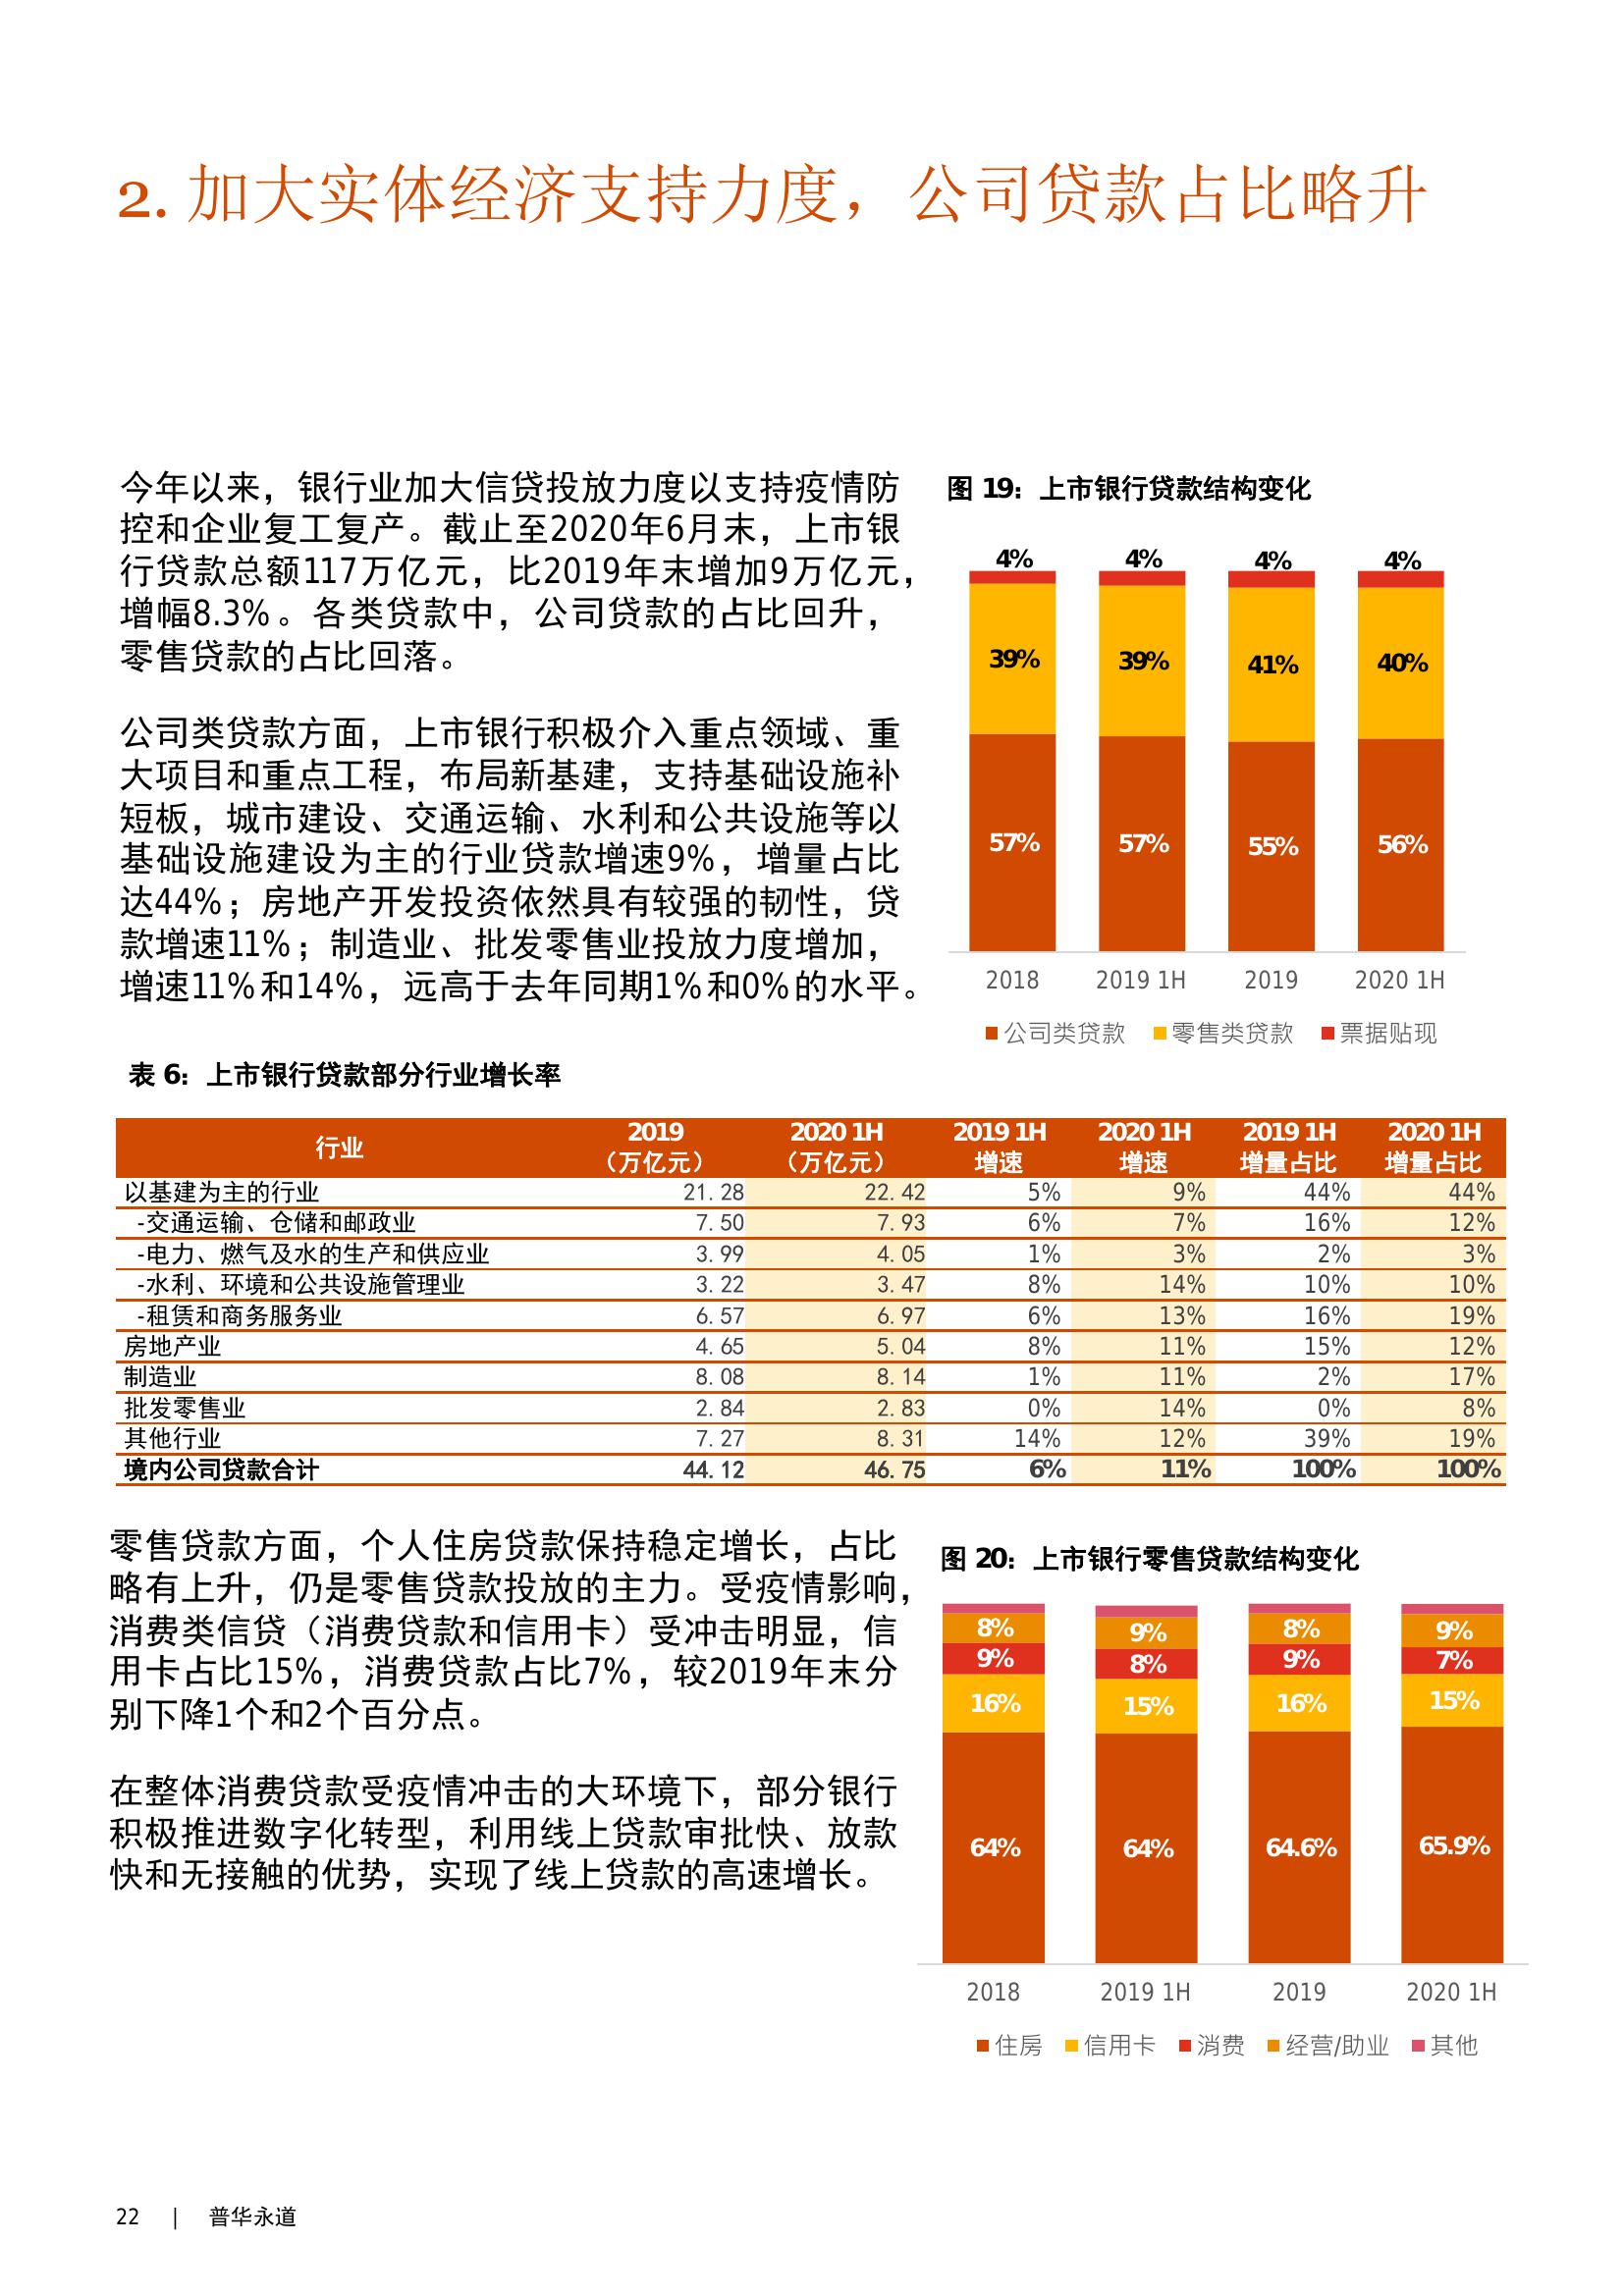 2. 加大实体经济支持力度，公司贷款占比略升
今年以来，银行业加大信贷投放力度以支持疫情防
控和企业复工复产。截止至2020年6月末，上市银
行贷款总额117万亿元，比2019年末增加9万亿元，
增幅8.3%。各类贷款中，公司贷款的占比回升，
零售贷款的占比回落。
公司类贷款方面，上市银行积极介入重点领域、重
大项目和重点工程，布局新基建，支持基础设施补
短板，城市建设、交通运输、水利和公共设施等以
基础设施建设为主的行业贷款增速9%，增量占比
达44%；房地产开发投资依然具有较强的韧性，贷
款增速11%；制造业、批发零售业投放力度增加，
增速11%和14%，远高于去年同期1%和0%的水平。
图 19：上市银行贷款结构变化
4% 4% 4% 4%
39% 39% 41% 40%
57% 57% 55% 56%
2018 2019 1H 2019 2020 1H
公司类贷款 零售类贷款 票据贴现
表 6：上市银行贷款部分行业增长率
行业 2019（万亿元） 2020 1H（万亿元） 2019 1H 增速 2020 1H 增速 2019 1H 增量占比 2020 1H 增量占比
以基建为主的行业 21.28 22.42 5% 9% 44% 44%
-交通运输、仓储和邮政业 7.50 7.93 6% 7% 16% 12%
-电力、燃气及水的生产和供应业 3.99 4.05 1% 3% 2% 3%
-水利、环境和公共设施管理业 3.22 3.47 8% 14% 10% 10%
-租赁和商务服务业 6.57 6.97 6% 13% 16% 19%
房地产业 4.65 5.04 8% 11% 15% 12%
制造业 8.08 8.14 1% 11% 2% 17%
批发零售业 2.84 2.83 0% 14% 0% 8%
其他行业 7.27 8.31 14% 12% 39% 19%
境内公司贷款合计 44.12 46.75 6% 11% 100% 100%
零售贷款方面，个人住房贷款保持稳定增长，占比
略有上升，仍是零售贷款投放的主力。受疫情影响，
消费类信贷（消费贷款和信用卡）受冲击明显，信
用卡占比15%，消费贷款占比7%，较2019年末分
别下降1个和2个百分点。
在整体消费贷款受疫情冲击的大环境下，部分银行
积极推进数字化转型，利用线上贷款审批快、放款
快和无接触的优势，实现了线上贷款的高速增长。
图 20：上市银行零售贷款结构变化
8% 9% 8% 9%
9% 8% 9% 7%
16% 15% 16% 15%
64% 64% 64.6% 65.9%
2018 2019 1H 2019 2020 1H
住房 信用卡 消费 经营/助业 其他
22 | 普华永道